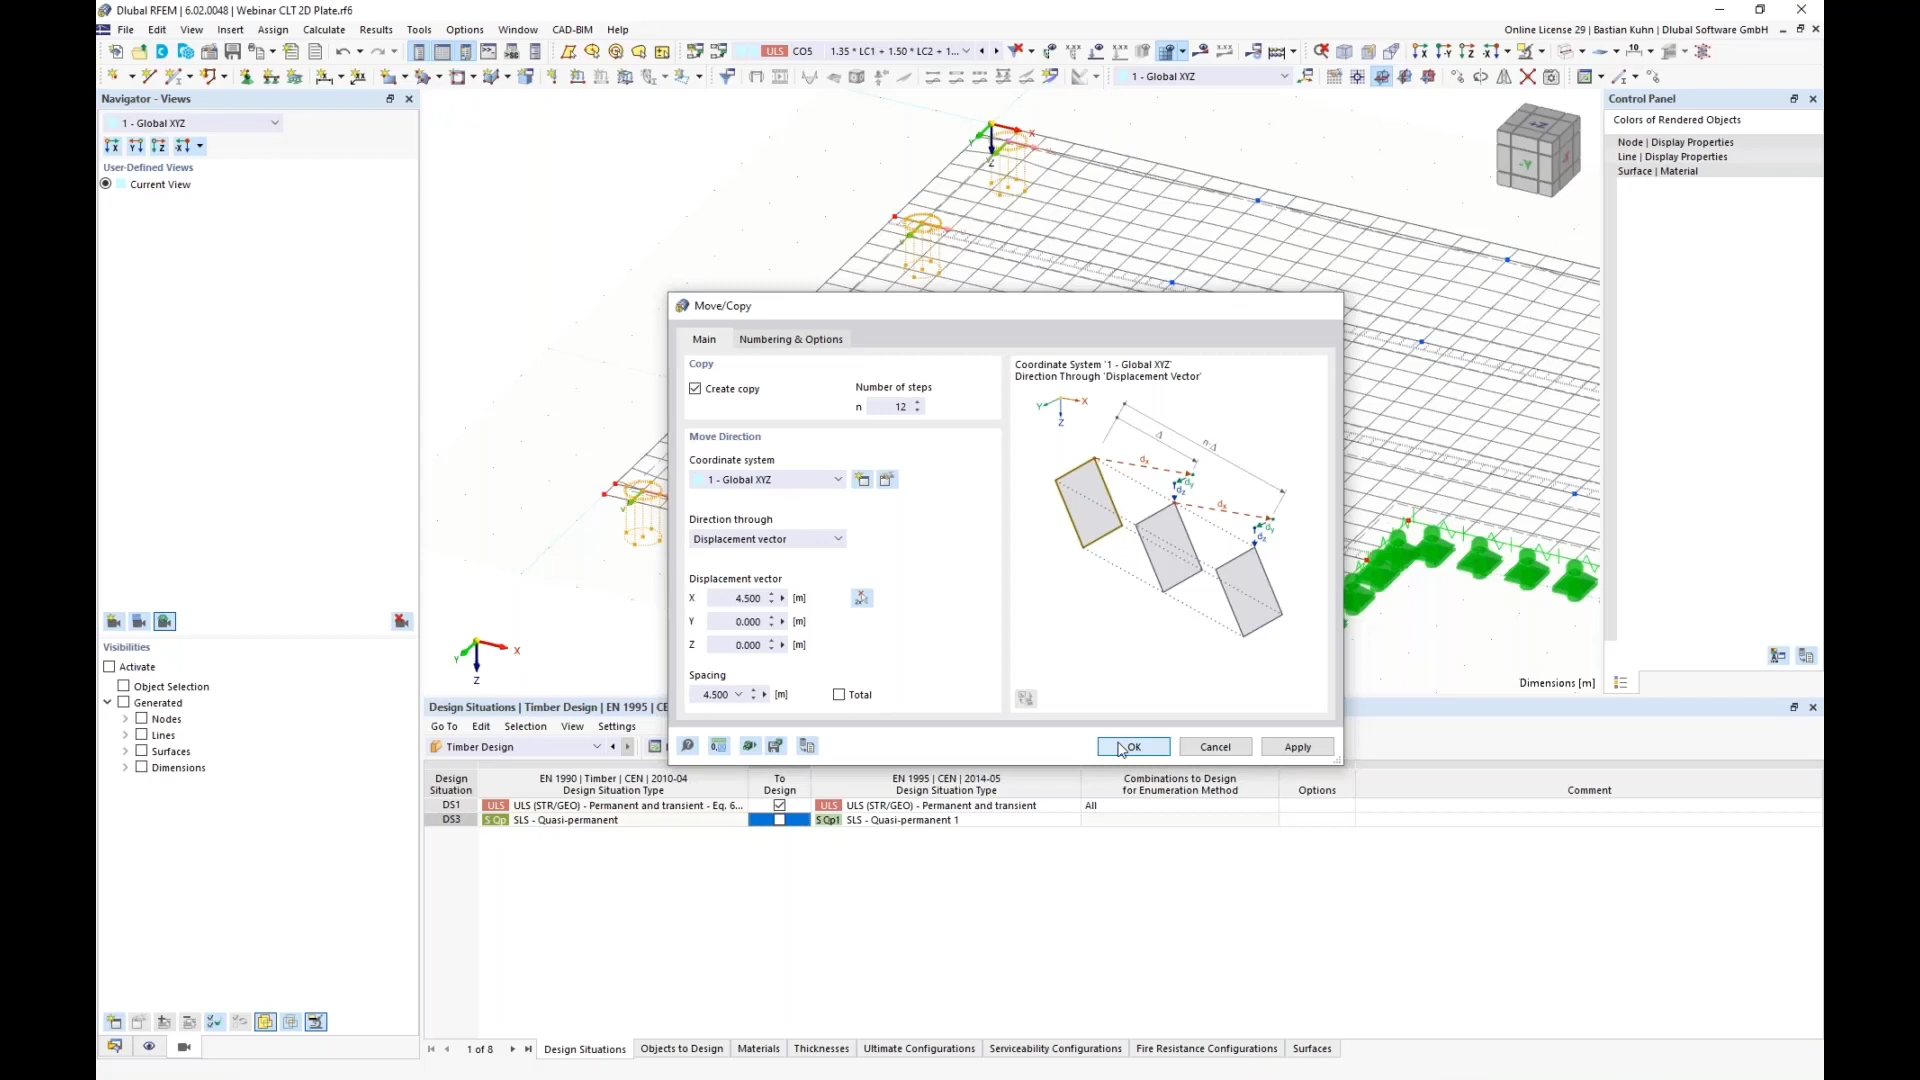 Dlubal RFEM | 6.02.0048 | Webinar CLT 2D Plate.rf6
File Edit View Insert Assign Calculate Results Tools Options Window CAD-BIM Help
Online License 29 | Bastian Kuhn | Dlubal Software GmbH
ULS CO5 1.35 * LC1 + 1.50 * LC2 + 1...
1 - Global XYZ
Navigator - Views
1 - Global XYZ
User-Defined Views
Current View
Visibilities
Activate
Object Selection
Generated
Nodes
Lines
Surfaces
Dimensions
X
Y
Z
X
Y
Z
Dimensions [m]
Control Panel
Colors of Rendered Objects
Node | Display Properties
Line | Display Properties
Surface | Material
Move/Copy
Main Numbering & Options
Copy
Create copy
Number of steps
n 12
Move Direction
Coordinate system
1 - Global XYZ
Direction through
Displacement vector
Displacement vector
X 4.500 [m]
Y 0.000 [m]
Z 0.000 [m]
Spacing
4.500 [m]
Total
Coordinate System '1 - Global XYZ'
Direction Through 'Displacement Vector'
Y X
Z
Δ
n·Δ
dx
dy
dz
dx
dy
dz
OK Cancel Apply
Design Situations | Timber Design | EN 1995 | CE
Go To Edit Selection View Settings
Timber Design
Design Situation
EN 1990 | Timber | CEN | 2010-04 Design Situation Type
To Design
EN 1995 | CEN | 2014-05 Design Situation Type
Combinations to Design for Enumeration Method
Options
Comment
DS1 ULS ULS (STR/GEO) - Permanent and transient - Eq. 6... ULS ULS (STR/GEO) - Permanent and transient All
DS3 S Qp SLS - Quasi-permanent S Qp1 SLS - Quasi-permanent 1
1 of 8 Design Situations Objects to Design Materials Thicknesses Ultimate Configurations Serviceability Configurations Fire Resistance Configurations Surfaces